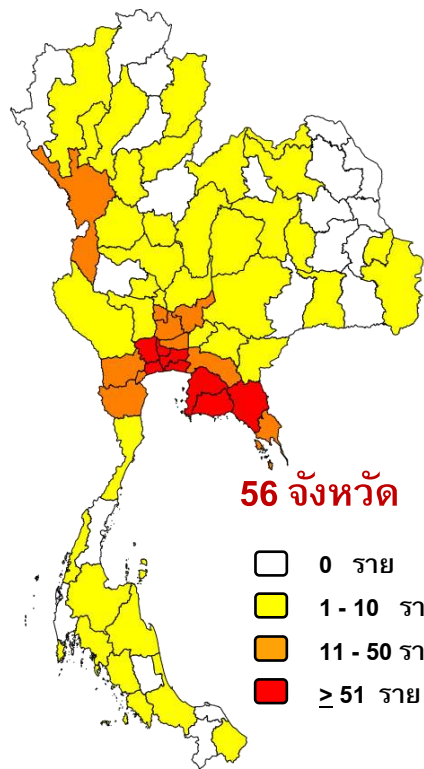 56 จังหวัด
0 ราย
1 - 10 รา
11 - 50 รา
≥ 51 ราย